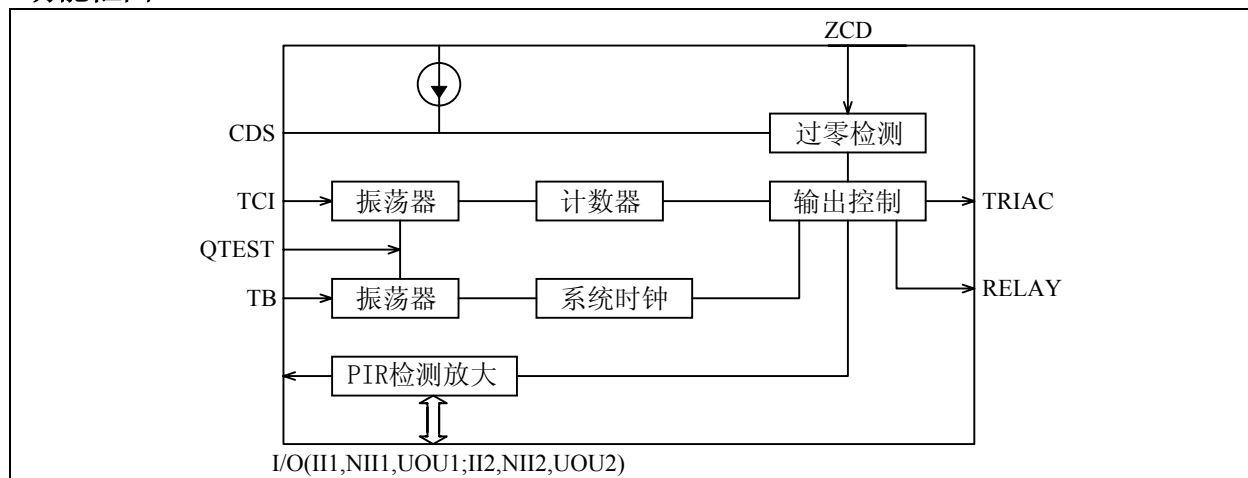 ZCD
CDS
过零检测
TCI
振荡器
计数器
输出控制
TRIAC
QTEST
TB
振荡器
系统时钟
RELAY
PIR检测放大
I/O(II1,NII1,UOU1;II2,NII2,UOU2)